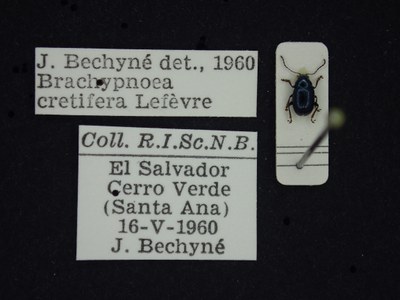 J. Bechyné det., 1960
Brachypnoea
cretifera Lefèvre
Coll. R.I.Sc.N.B.
El Salvador
Cerro Verde
(Santa Ana)
16-V-1960
J. Bechyné